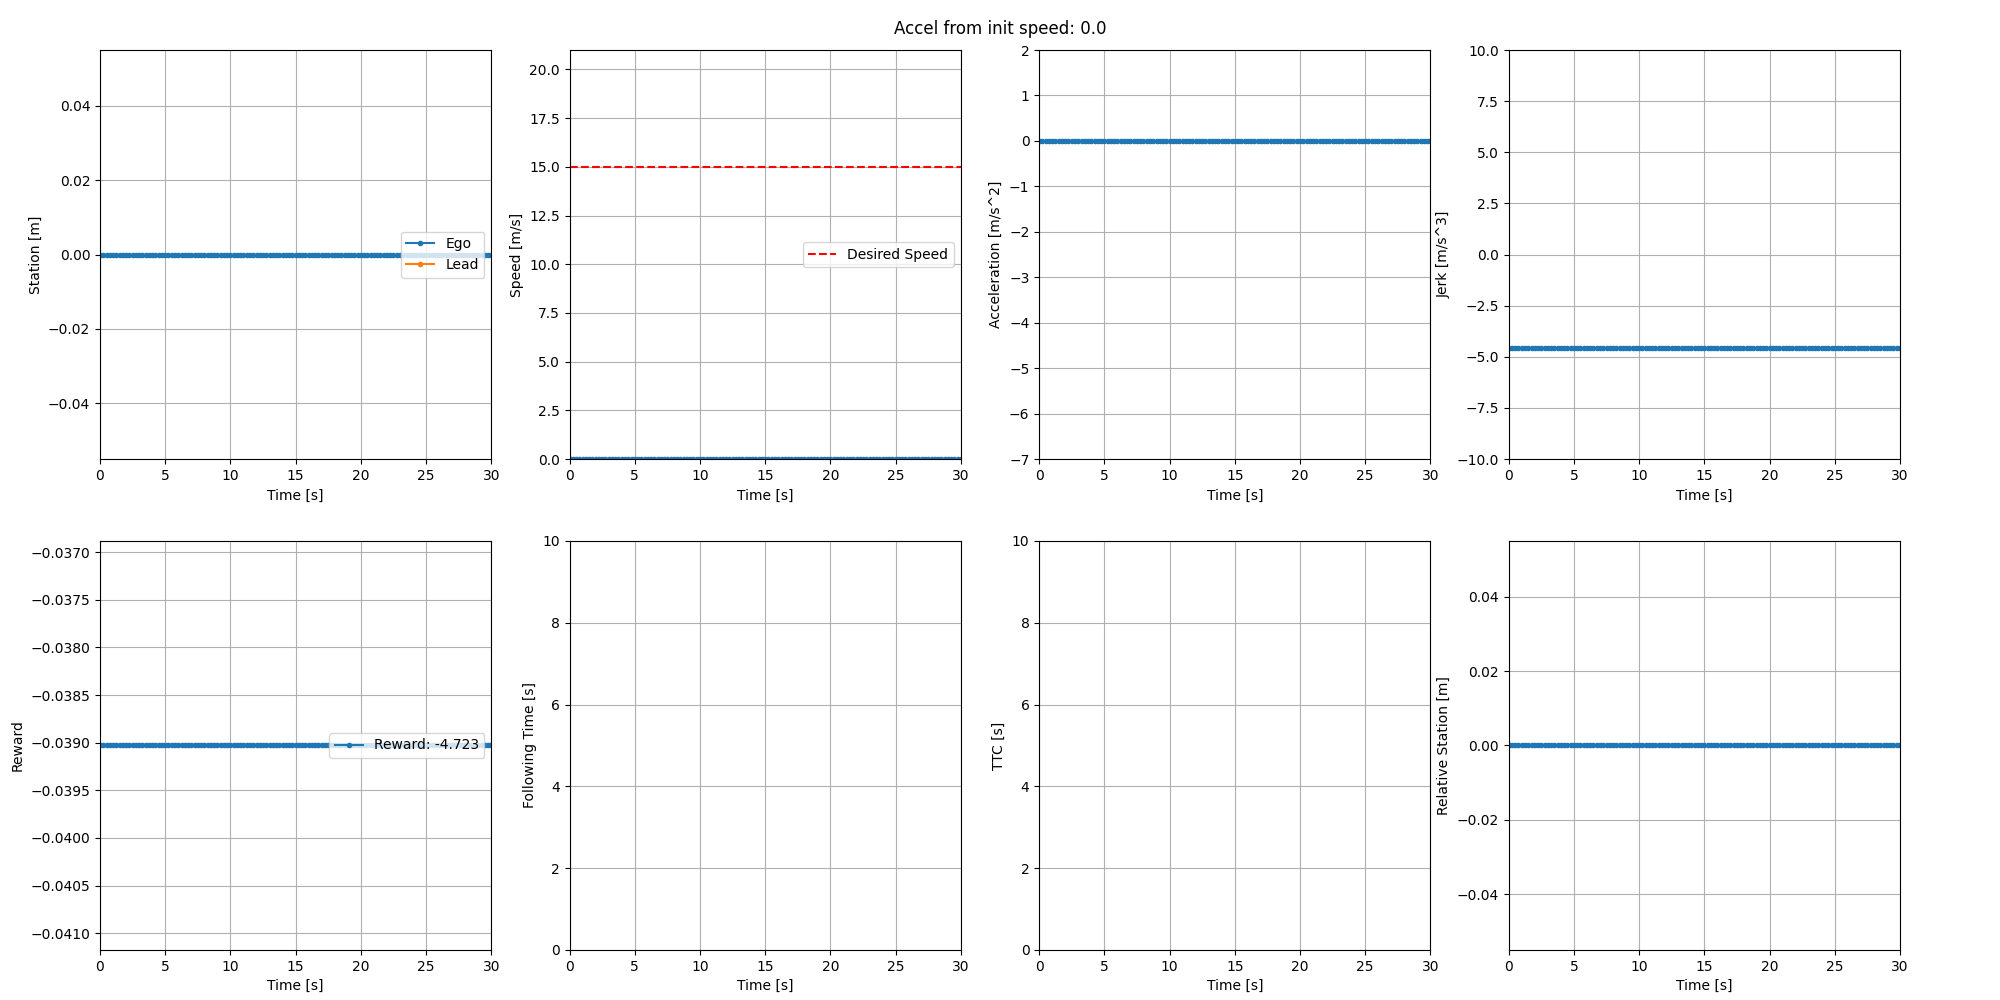 Accel from init speed: 0.0
0.04
0.02
0.00
−0.02
−0.04
Station [m]
Ego
Lead
0 5 10 15 20 25 30
Time [s]
20.0
17.5
15.0
12.5
10.0
7.5
5.0
2.5
0.0
Speed [m/s]
Desired Speed
0 5 10 15 20 25 30
Time [s]
2
1
0
−1
−2
−3
−4
−5
−6
−7
Acceleration [m/s^2]
0 5 10 15 20 25 30
Time [s]
10.0
7.5
5.0
2.5
0.0
−2.5
−5.0
−7.5
−10.0
Jerk [m/s^3]
0 5 10 15 20 25 30
Time [s]
−0.0370
−0.0375
−0.0380
−0.0385
−0.0390
−0.0395
−0.0400
−0.0405
−0.0410
Reward
Reward: -4.723
0 5 10 15 20 25 30
Time [s]
10
8
6
4
2
0
Following Time [s]
0 5 10 15 20 25 30
Time [s]
10
8
6
4
2
0
TTC [s]
0 5 10 15 20 25 30
Time [s]
0.04
0.02
0.00
−0.02
−0.04
Relative Station [m]
0 5 10 15 20 25 30
Time [s]